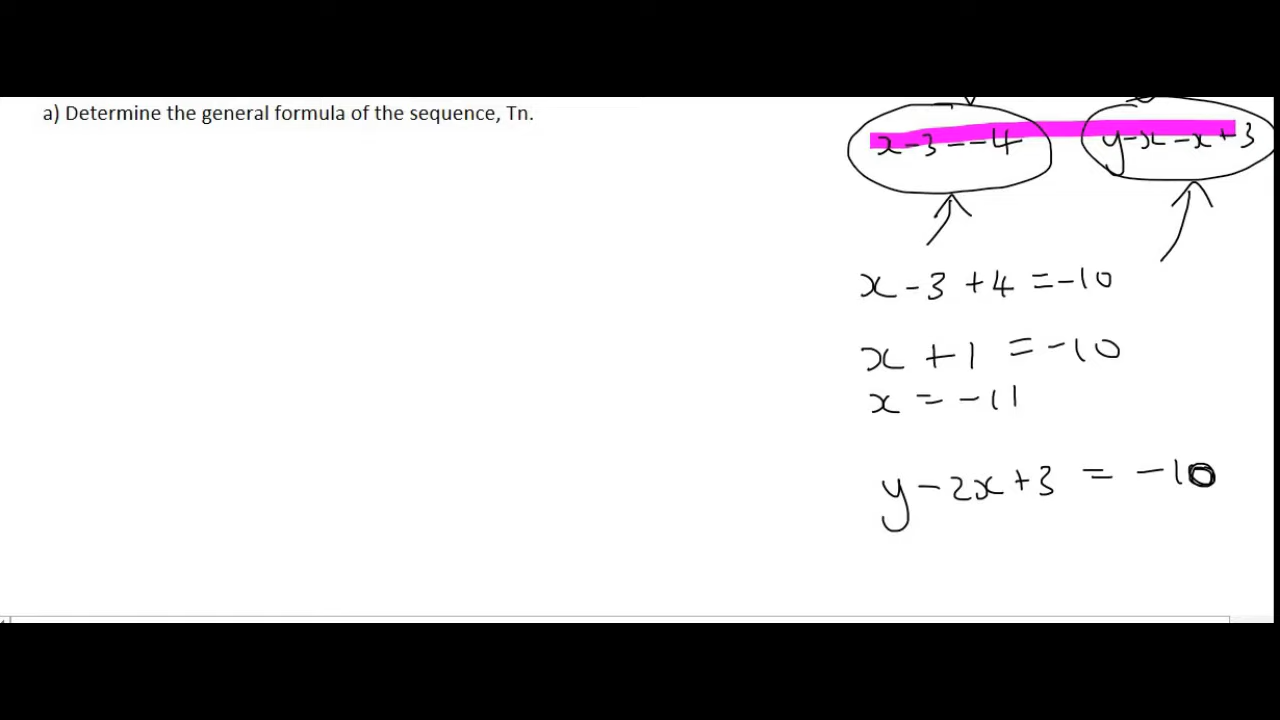 a) Determine the general formula of the sequence, Tn.
x-3--4 y-x-x+3
x-3+4=-10
x+1=-10
x=-11
y-2x+3=-10